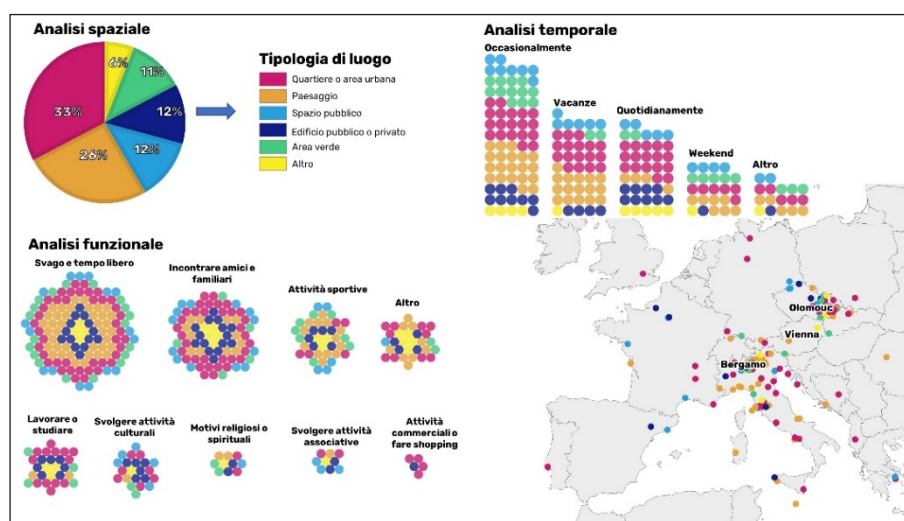 Analisi spaziale
6%
11%
33%
12%
26%
12%
Tipologia di luogo
Quartiere o area urbana
Paesaggio
Spazio pubblico
Edificio pubblico o privato
Area verde
Altro
Analisi temporale
Occasionalmente
Vacanze
Quotidianamente
Weekend
Altro
Analisi funzionale
Svago e tempo libero
Incontrare amici e
familiari
Attività sportive
Altro
Lavorare o
studiare
Svolgere attività
culturali
Motivi religiosi o
spirituali
Svolgere attività
associative
Attività
commerciali o
fare shopping
Olomouc
Vienna
Bergamo